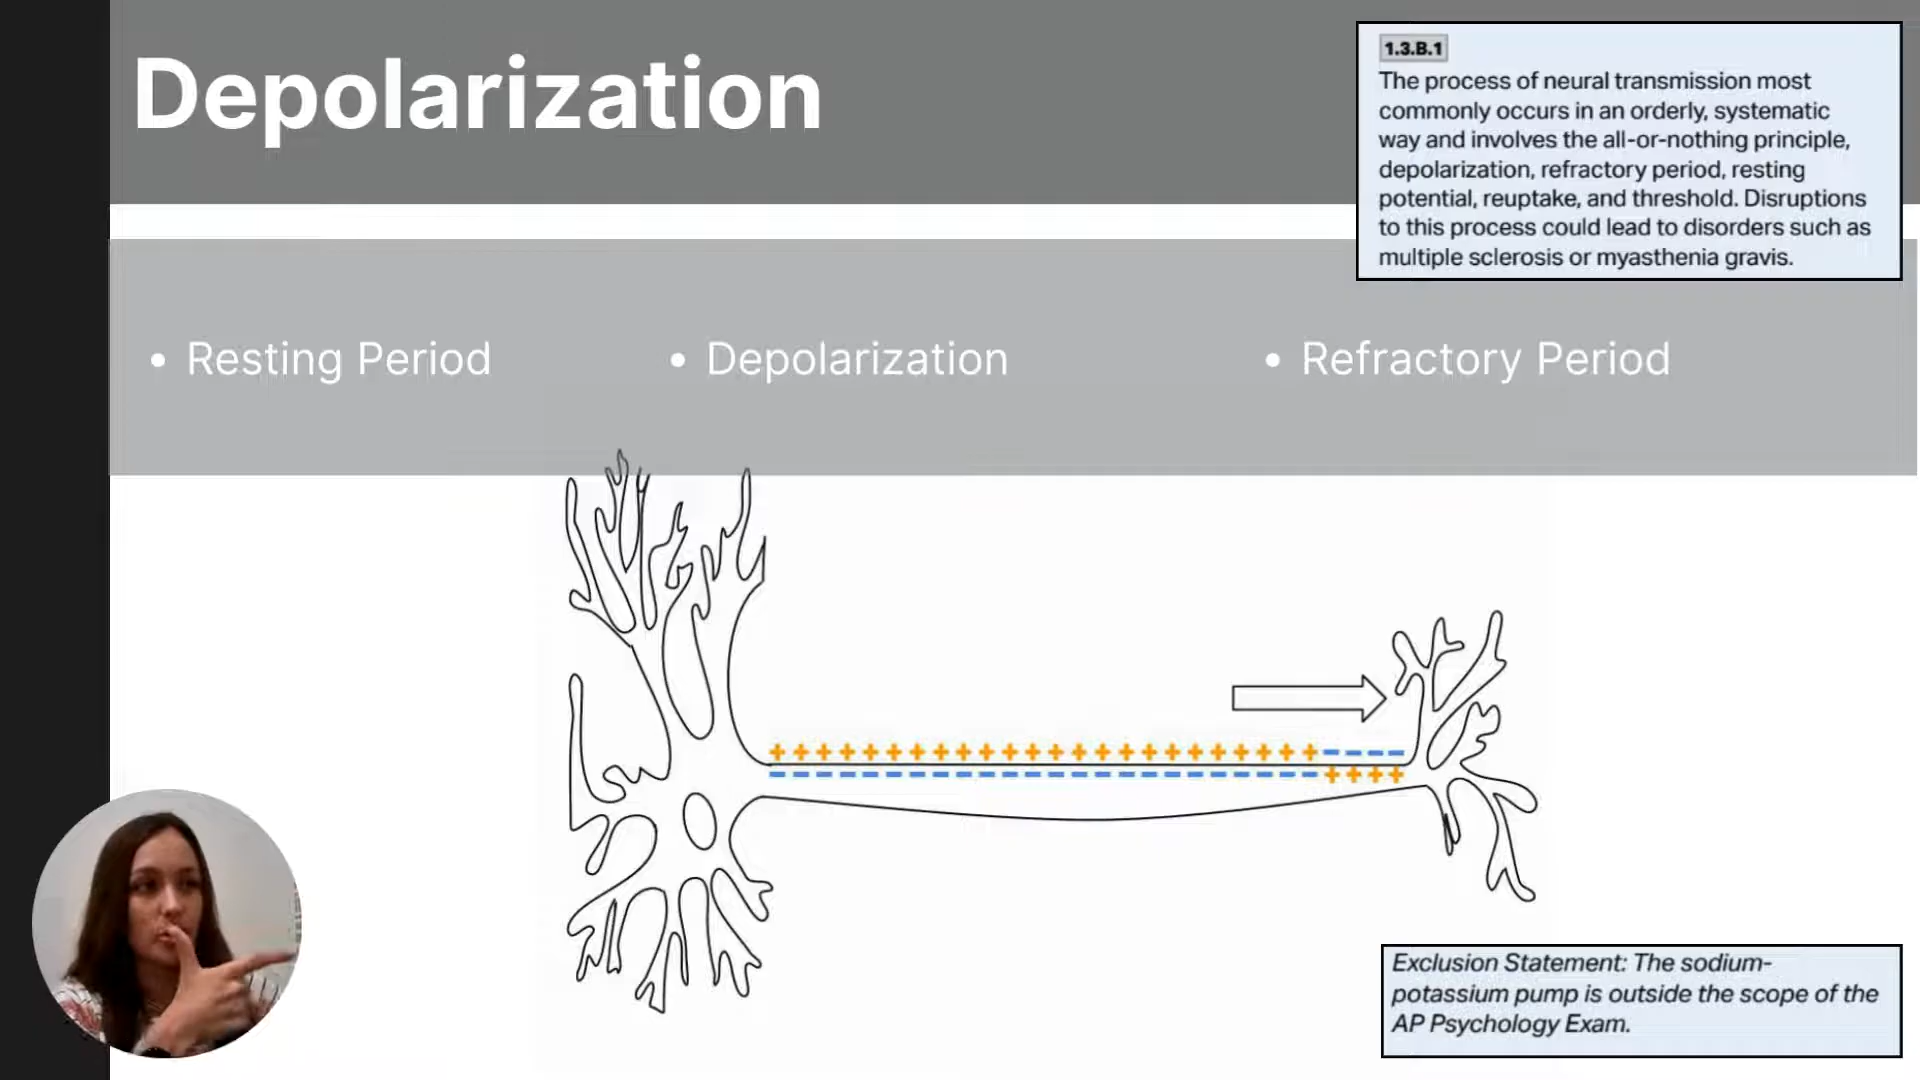 Depolarization
1.3.B.1
The process of neural transmission most
commonly occurs in an orderly, systematic
way and involves the all-or-nothing principle,
depolarization, refractory period, resting
potential, reuptake, and threshold. Disruptions
to this process could lead to disorders such as
multiple sclerosis or myasthenia gravis.
• Resting Period
• Depolarization
• Refractory Period
Exclusion Statement: The sodium-
potassium pump is outside the scope of the
AP Psychology Exam.